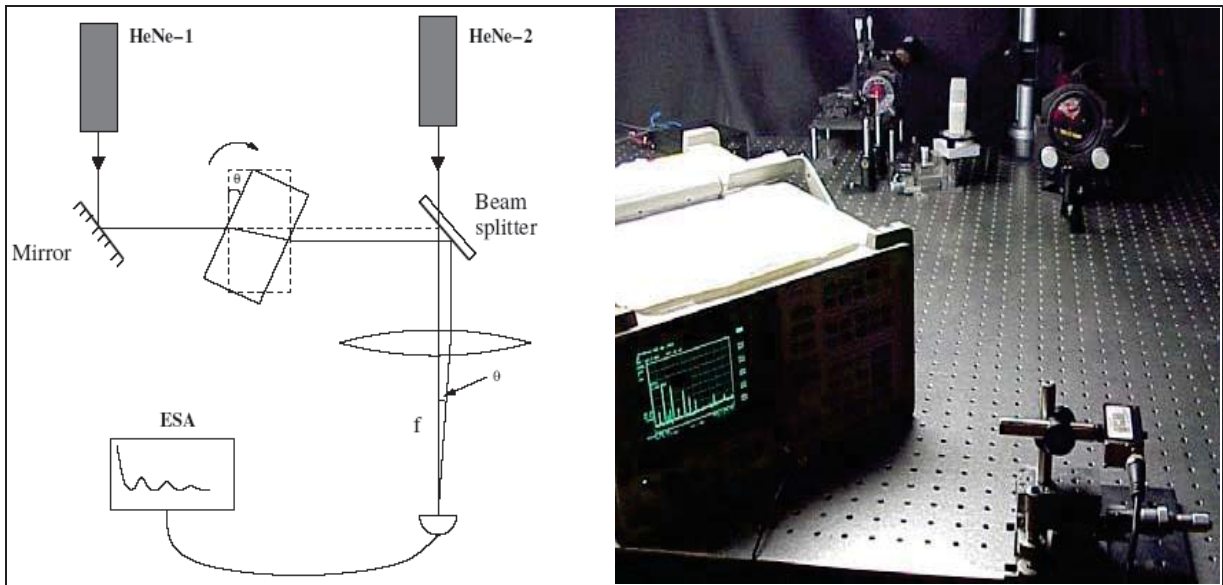 HeNe-1
HeNe-2
θ
Beam
splitter
Mirror
θ
f
ESA